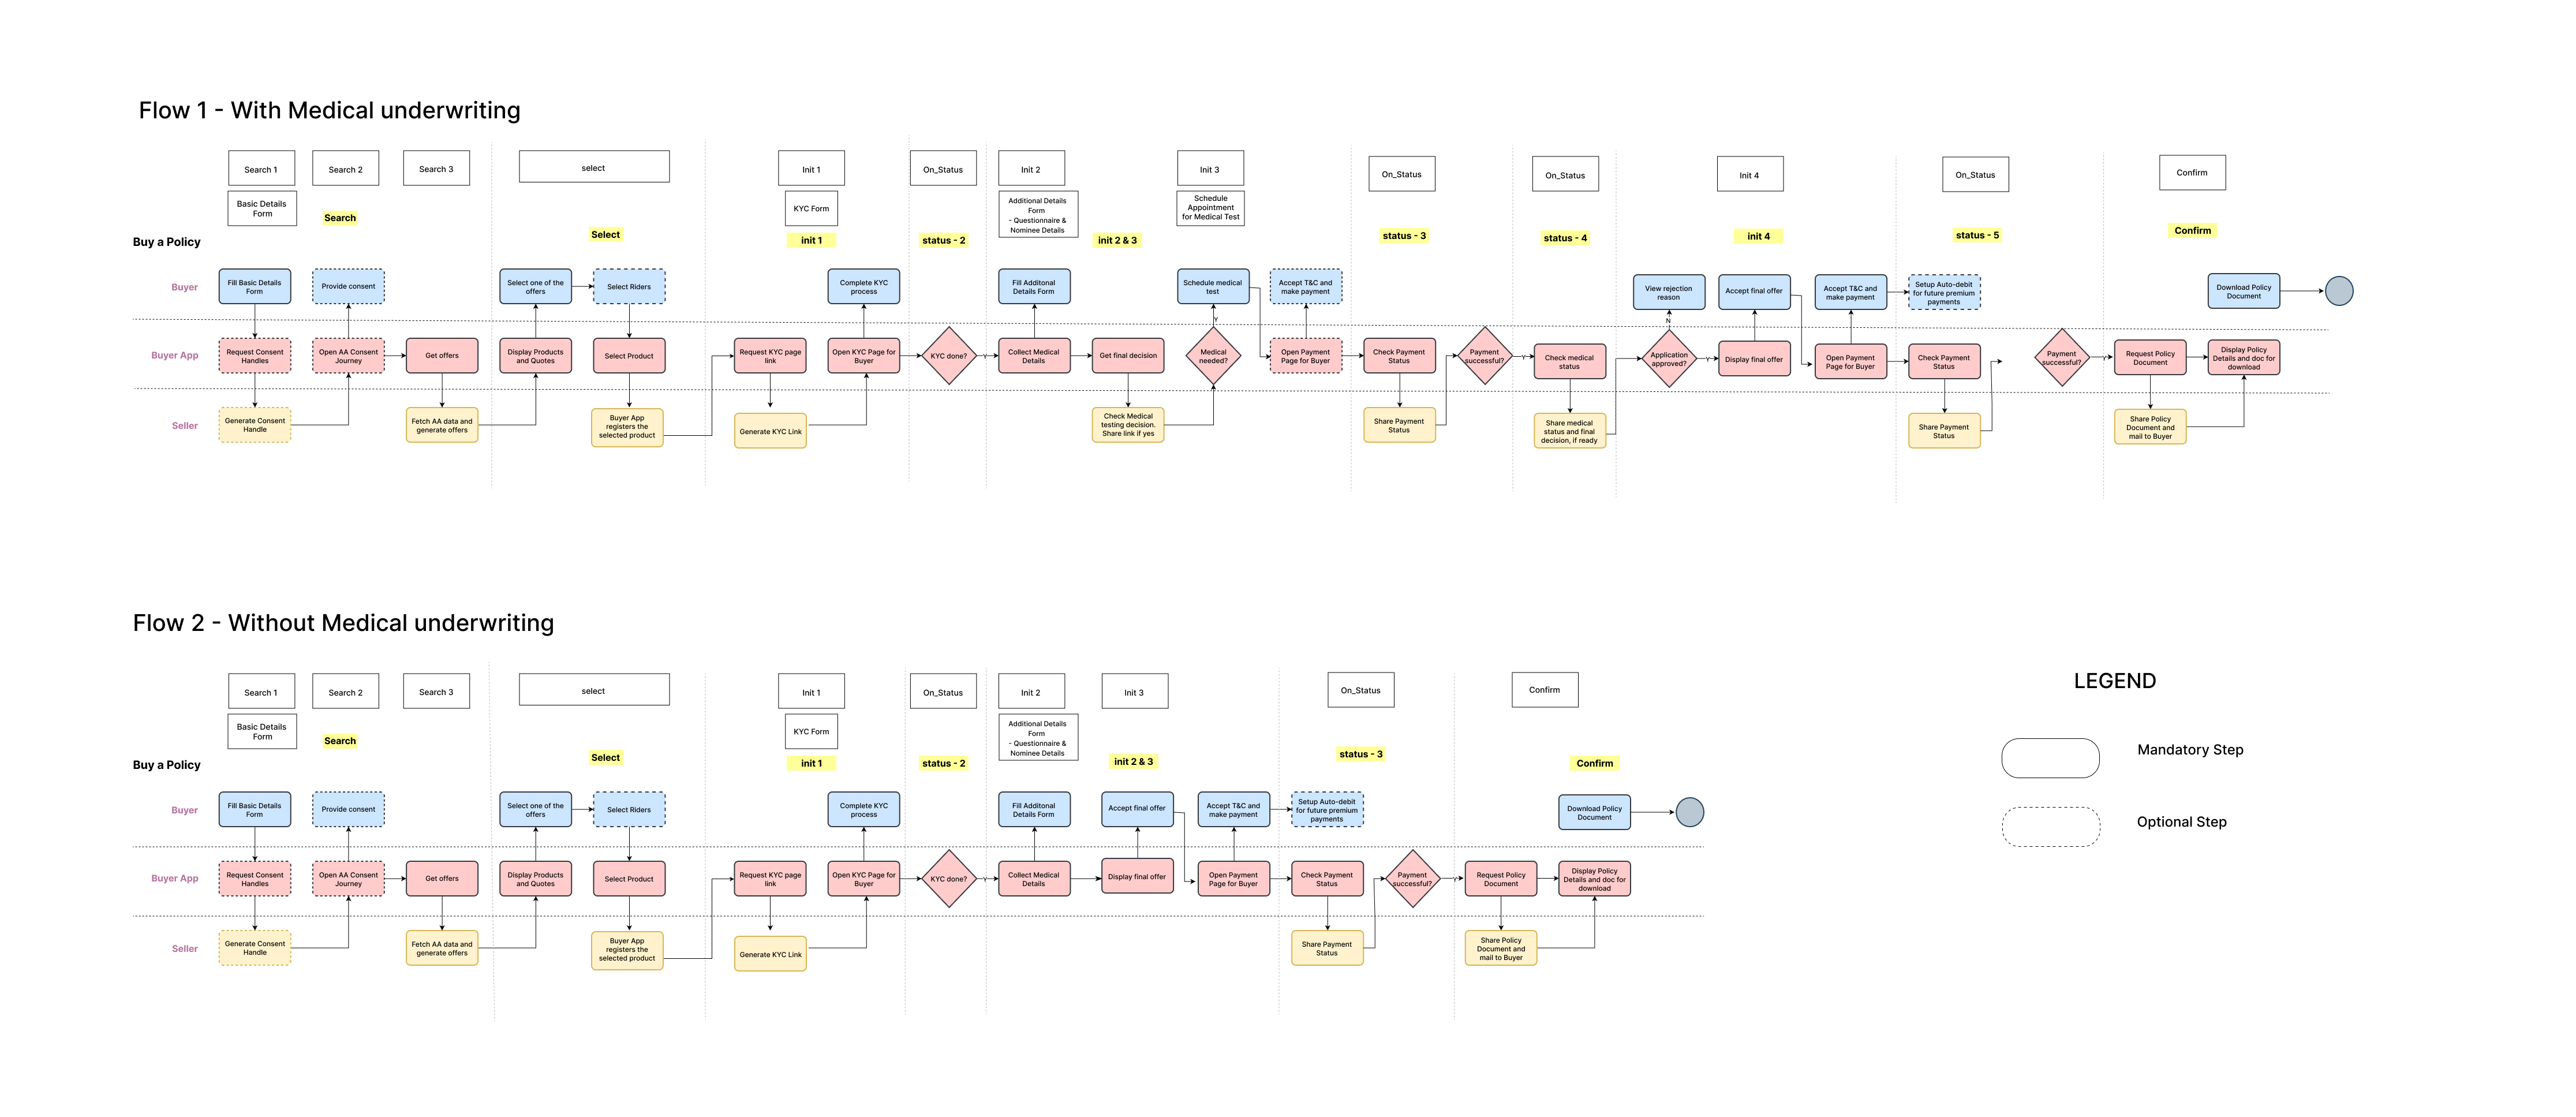 Flow 1 - With Medical underwriting
Search 1
Search 2
Search 3
select
Init 1
On_Status
Init 2
Init 3
On_Status
On_Status
Init 4
On_Status
Confirm
Basic Details
Form
Search
KYC Form
Additional Details
Form
- Questionnaire &
Nominee Details
Schedule
Appointment
for Medical Test
Buy a Policy
Select
init 1
status - 2
init 2 & 3
status - 3
status - 4
init 4
status - 5
Confirm
Buyer
Fill Basic Details
Form
Provide consent
Select one of the
offers
Select Riders
Complete KYC
process
Fill Additonal
Details Form
Schedule medical
test
Accept T&C and
make payment
View rejection
reason
Accept final offer
Accept T&C and
make payment
Setup Auto-debit
for future premium
payments
Download Policy
Document
Y
N
Buyer App
Request Consent
Handles
Open AA Consent
Journey
Get offers
Display Products
and Quotes
Select Product
Request KYC page
link
Open KYC Page for
Buyer
KYC done?
Y
Collect Medical
Details
Get final decision
Medical
needed?
Open Payment
Page for Buyer
Check Payment
Status
Payment
successful?
Y
Check medical
status
Application
approved?
Y
Display final offer
Open Payment
Page for Buyer
Check Payment
Status
Payment
successful?
Y
Request Policy
Document
Display Policy
Details and doc for
download
Seller
Generate Consent
Handle
Fetch AA data and
generate offers
Buyer App
registers the
selected product
Generate KYC Link
Check Medical
testing decision.
Share link if yes
Share Payment
Status
Share medical
status and final
decision, if ready
Share Payment
Status
Share Policy
Document and
mail to Buyer
Flow 2 - Without Medical underwriting
Search 1
Search 2
Search 3
select
Init 1
On_Status
Init 2
Init 3
On_Status
Confirm
Basic Details
Form
Search
KYC Form
Additional Details
Form
- Questionnaire &
Nominee Details
Buy a Policy
Select
init 1
status - 2
init 2 & 3
status - 3
Confirm
Buyer
Fill Basic Details
Form
Provide consent
Select one of the
offers
Select Riders
Complete KYC
process
Fill Additonal
Details Form
Accept final offer
Accept T&C and
make payment
Setup Auto-debit
for future premium
payments
Download Policy
Document
Buyer App
Request Consent
Handles
Open AA Consent
Journey
Get offers
Display Products
and Quotes
Select Product
Request KYC page
link
Open KYC Page for
Buyer
KYC done?
Y
Collect Medical
Details
Display final offer
Open Payment
Page for Buyer
Check Payment
Status
Payment
successful?
Y
Request Policy
Document
Display Policy
Details and doc for
download
Seller
Generate Consent
Handle
Fetch AA data and
generate offers
Buyer App
registers the
selected product
Generate KYC Link
Share Payment
Status
Share Policy
Document and
mail to Buyer
LEGEND
Mandatory Step
Optional Step